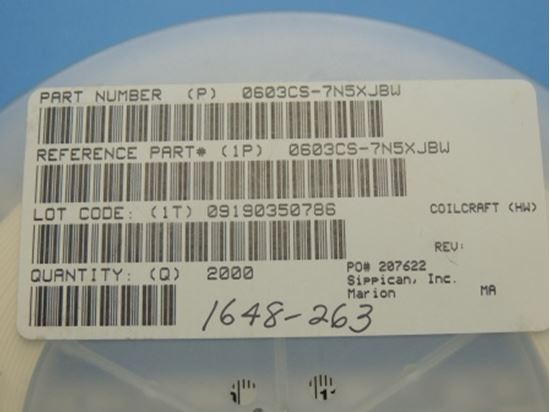 PART NUMBER (P) 0603CS-7N5XJBW
REFERENCE PART# (1P) 0603CS-7N5XJBW
LOT CODE: (1T) 09190350786
COILCRAFT (HW)
REV:
QUANTITY: (Q) 2000
PO# 207622
Sippican, Inc.
Marion MA
1648-263